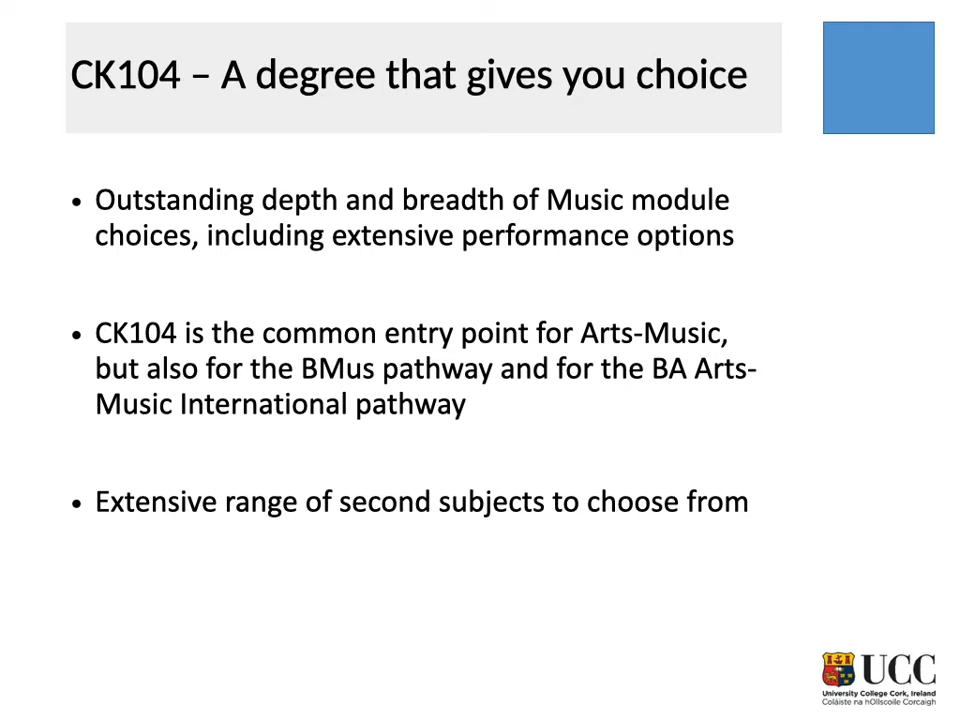 CK104 – A degree that gives you choice
• Outstanding depth and breadth of Music module
choices, including extensive performance options
• CK104 is the common entry point for Arts-Music,
but also for the BMus pathway and for the BA Arts-
Music International pathway
• Extensive range of second subjects to choose from
UCC
University College Cork, Ireland
Coláiste na hOllscoile Corcaigh